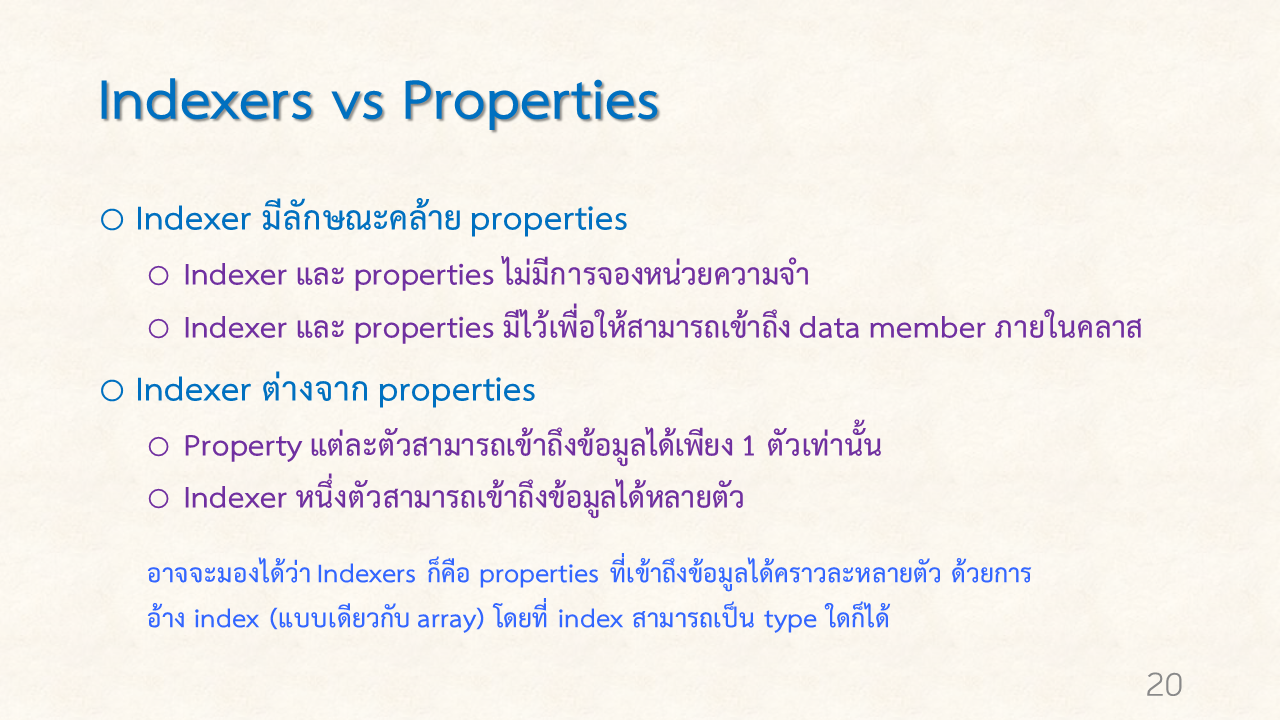 Indexers vs Properties
Indexer มีลักษณะคล้าย properties
Indexer และ properties ไม่มีการจองหน่วยความจำ
Indexer และ properties มีไว้เพื่อให้สามารถเข้าถึง data member ภายในคลาส
Indexer ต่างจาก properties
Property แต่ละตัวสามารถเข้าถึงข้อมูลได้เพียง 1 ตัวเท่านั้น
Indexer หนึ่งตัวสามารถเข้าถึงข้อมูลได้หลายตัว
อาจจะมองได้ว่า Indexers ก็คือ properties ที่เข้าถึงข้อมูลได้คราวละหลายตัว ด้วยการ
อ้าง index (แบบเดียวกับ array) โดยที่ index สามารถเป็น type ใดก็ได้
20